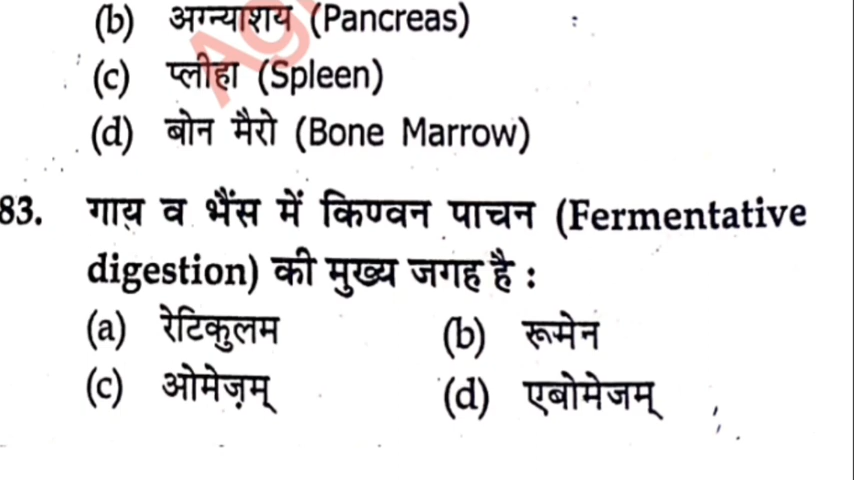 (b) अग्न्याशय (Pancreas)
(c) प्लीहा (Spleen)
(d) बोन मैरो (Bone Marrow)
83. गाय व भैंस में किण्वन पाचन (Fermentative
digestion) की मुख्य जगह है :
(a) रेटिकुलम (b) रूमेन
(c) ओमेज़म् (d) एबोमेजम्